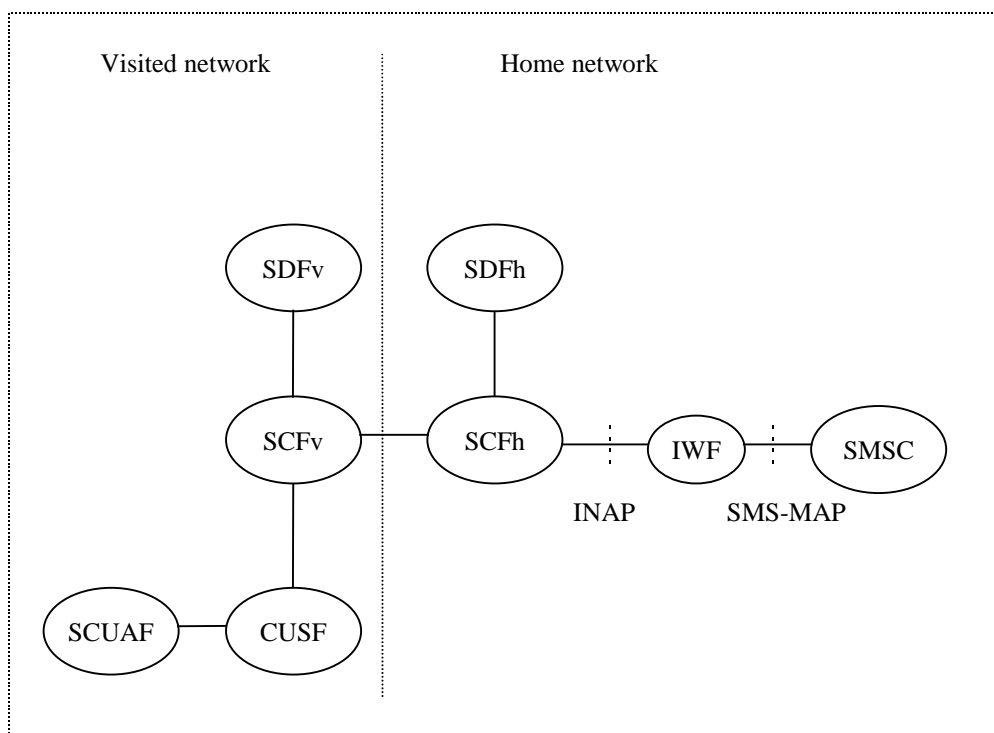 Visited network
Home network
SDFv
SDFh
SCFv
SCFh
IWF
SMSC
INAP
SMS-MAP
SCUAF
CUSF